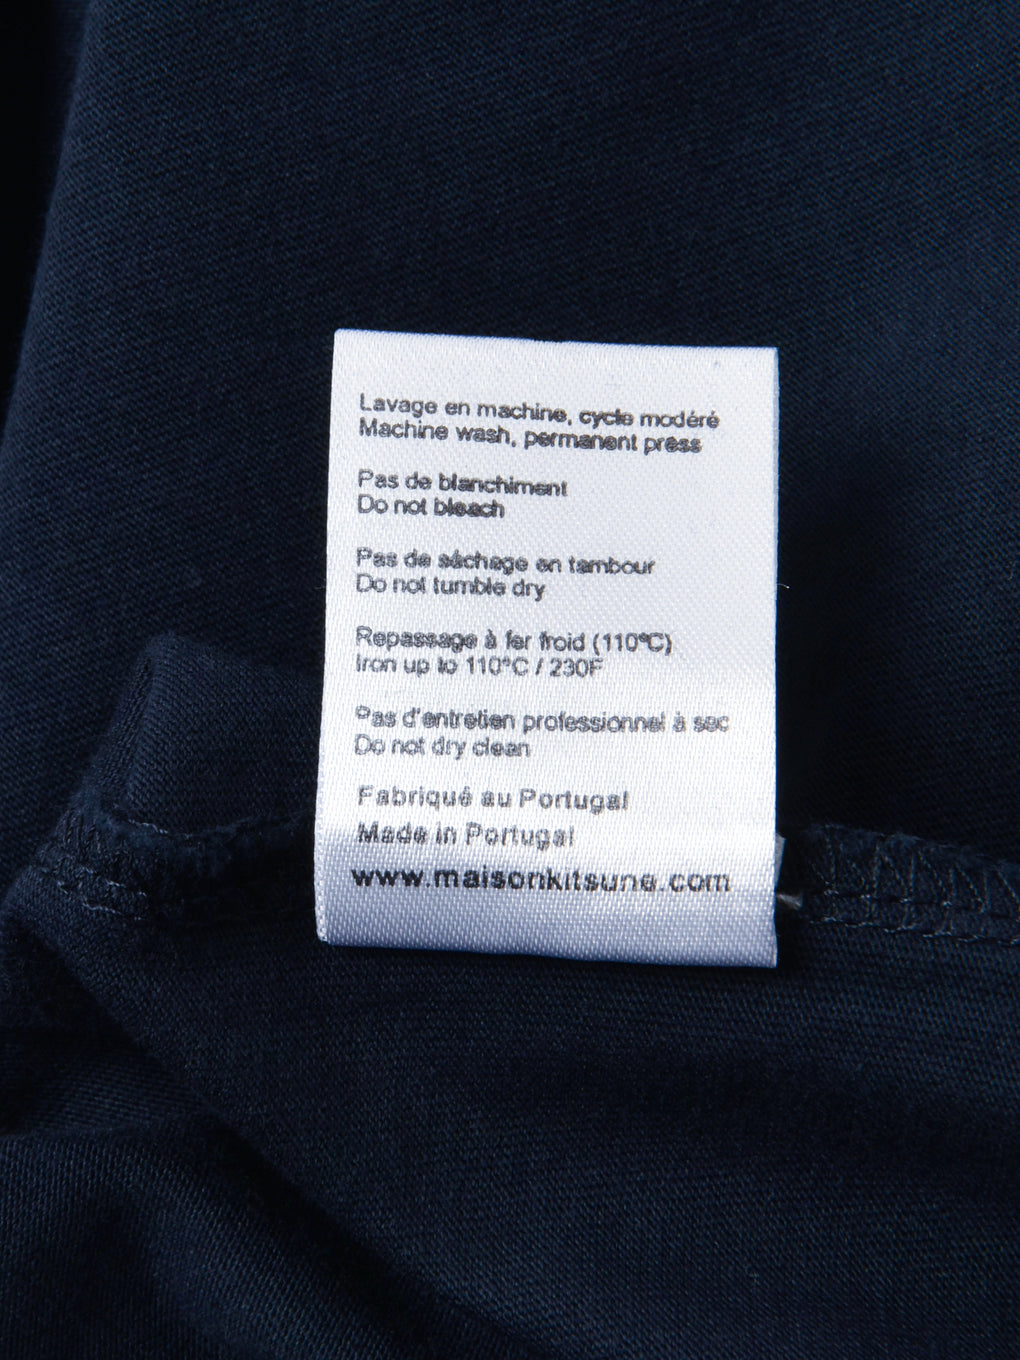 Lavage en machine, cycle modéré
Machine wash, permanent press
Pas de blanchiment
Do not bleach
Pas de séchage en tambour
Do not tumble dry
Repassage à fer froid (110°C)
Iron up to 110°C / 230F
Pas d'entretien professionnel à sec
Do not dry clean
Fabriqué au Portugal
Made in Portugal
www.maisonkitsune.com